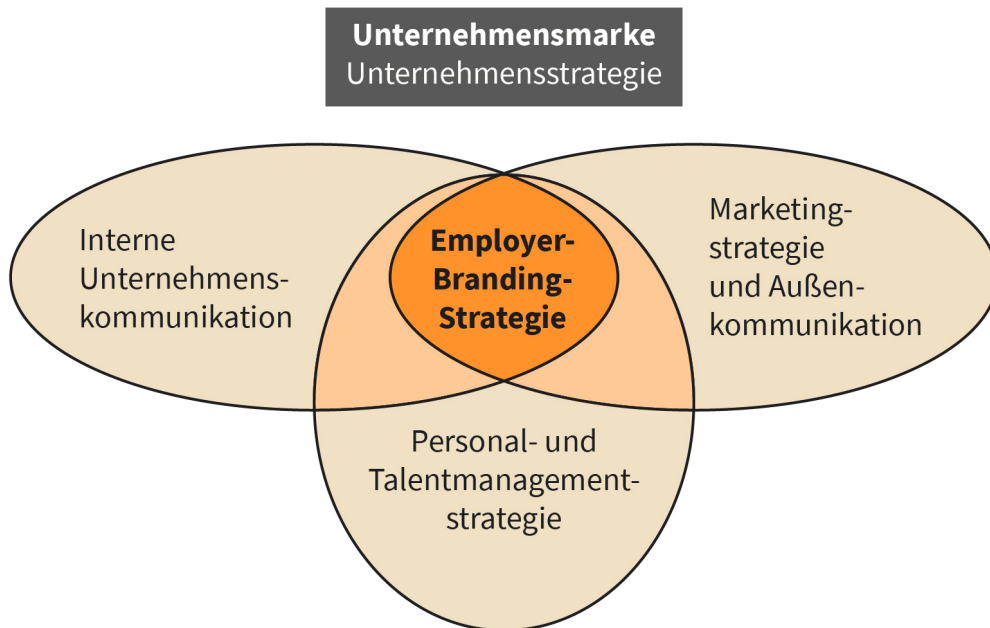 Unternehmensmarke
Unternehmensstrategie
Interne
Unternehmens-
kommunikation
Employer-
Branding-
Strategie
Marketing-
strategie
und Außen-
kommunikation
Personal- und
Talentmanagement-
strategie